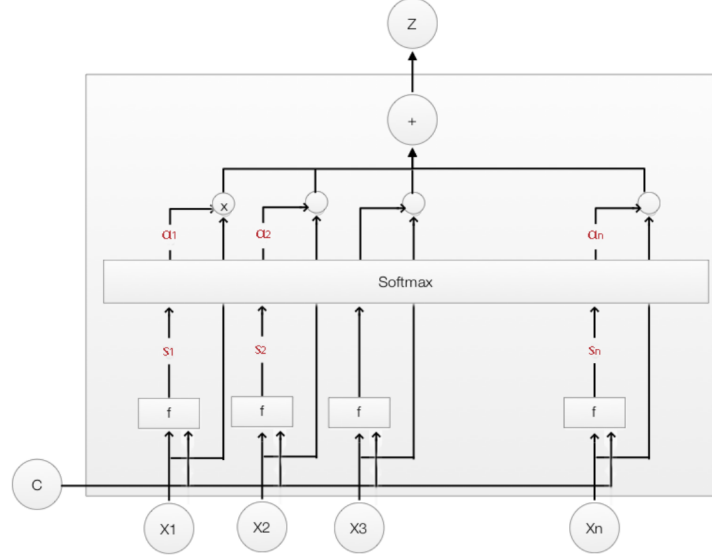 Z
+
x
α1
α2
αn
Softmax
s1
s2
sn
f
f
f
f
C
X1
X2
X3
Xn